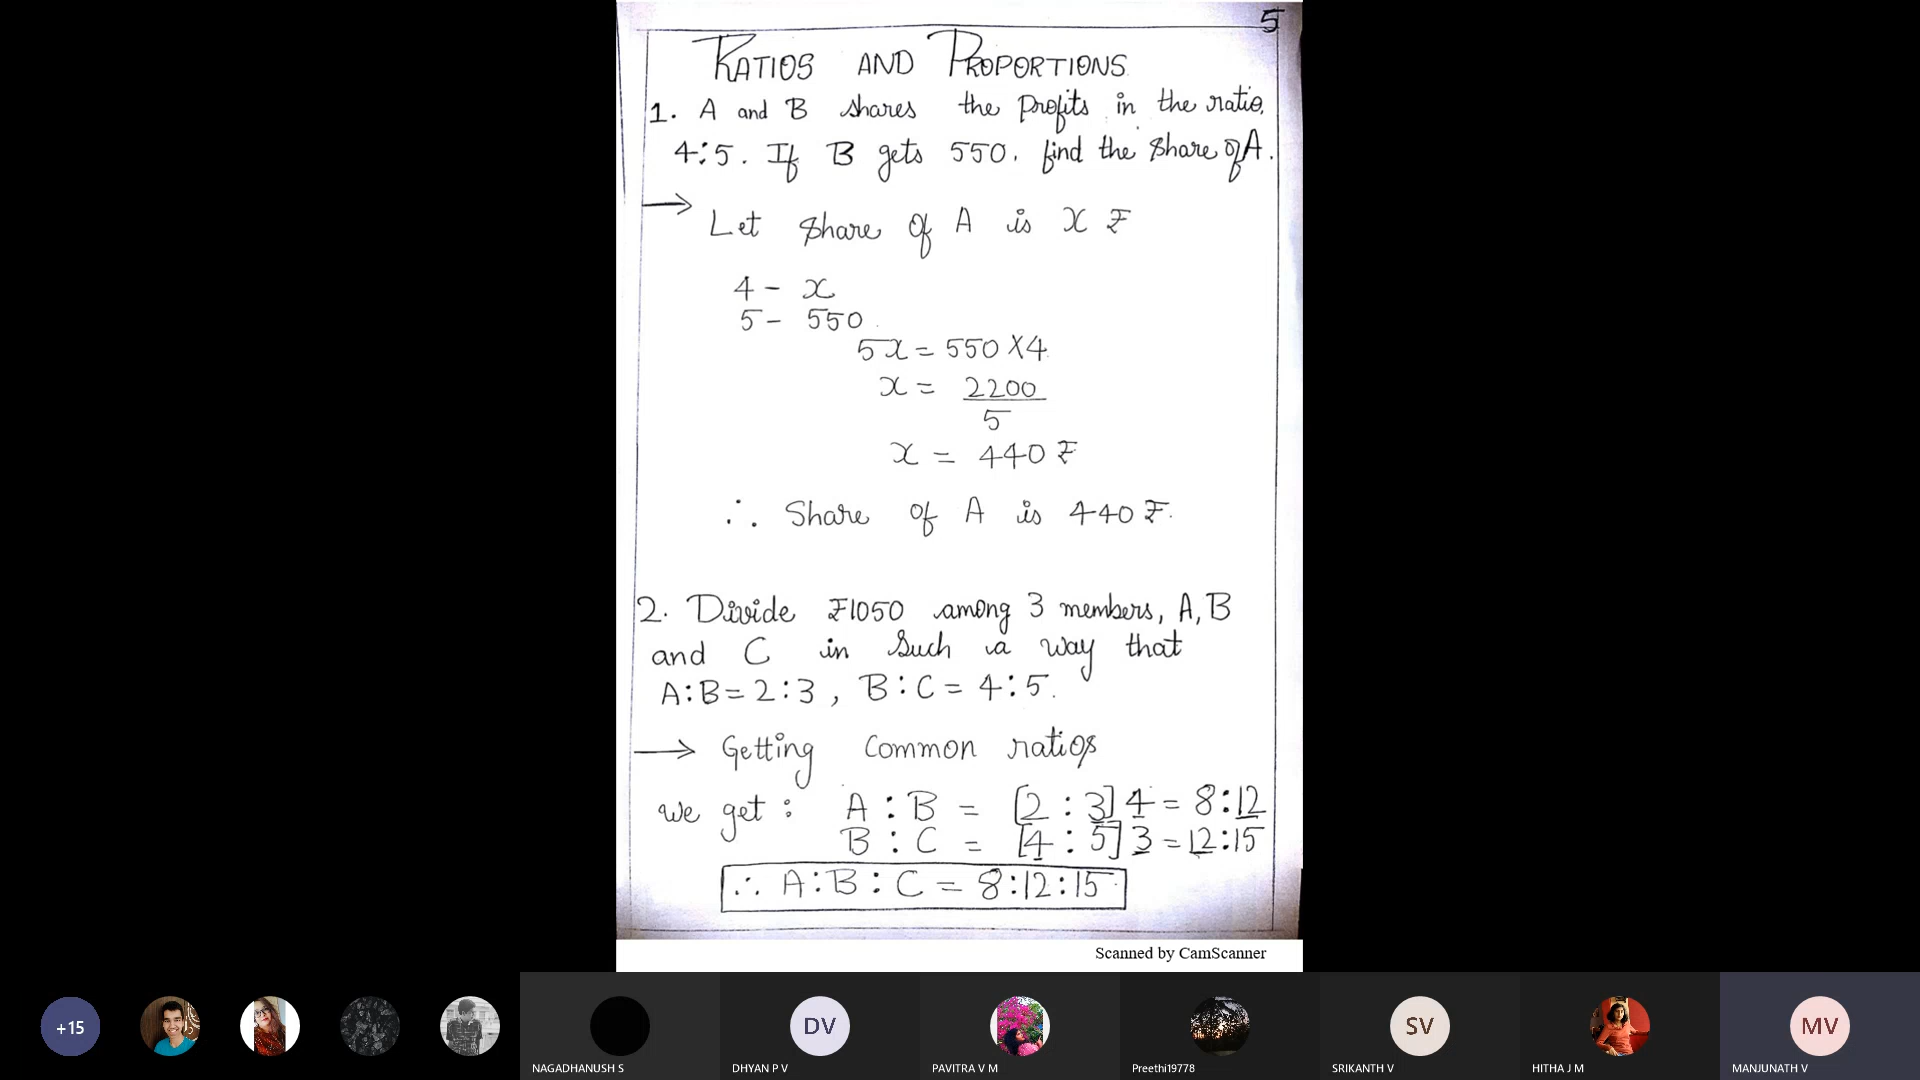 5
RATIOS AND PROPORTIONS
1. A and B shares the profits in the ratio,
4:5. If B gets 550. find the share of A.
→ Let share of A is x ₹
4 - x
5 - 550
5x = 550 X 4
x = 2200
5
x = 440 ₹
∴ Share of A is 440 ₹.
2. Divide ₹1050 among 3 members, A, B
and C in such a way that
A:B = 2:3, B:C = 4:5.
→ Getting common ratios
we get: A : B = [2 : 3] 4 = 8:12
B : C = [4 : 5] 3 = 12:15
∴ A:B:C = 8:12:15
Scanned by CamScanner
+15
DV
SV
MV
NAGADHANUSH S
DHYAN P V
PAVITRA V M
Preethi19778
SRIKANTH V
HITHA J M
MANJUNATH V